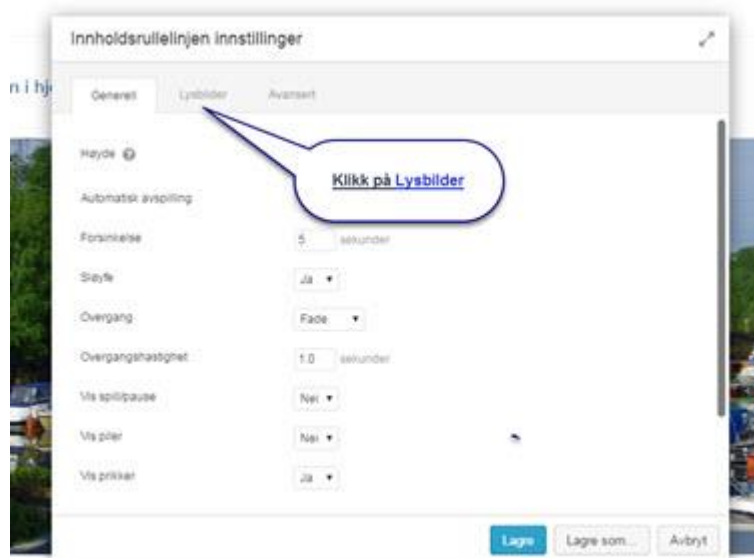 Innholdsrullelinjen innstillinger
n i hj
Generell Lysbilder Avansert
Høyde
Klikk på Lysbilder
Automatisk avspilling
Forsinkelse 5 sekunder
Sløyfe Ja
Overgang Fade
Overgangshastighet 1.0 sekunder
Vis spill/pause Nei
Vis piler Nei
Vis prikker Ja
Lagre Lagre som... Avbryt